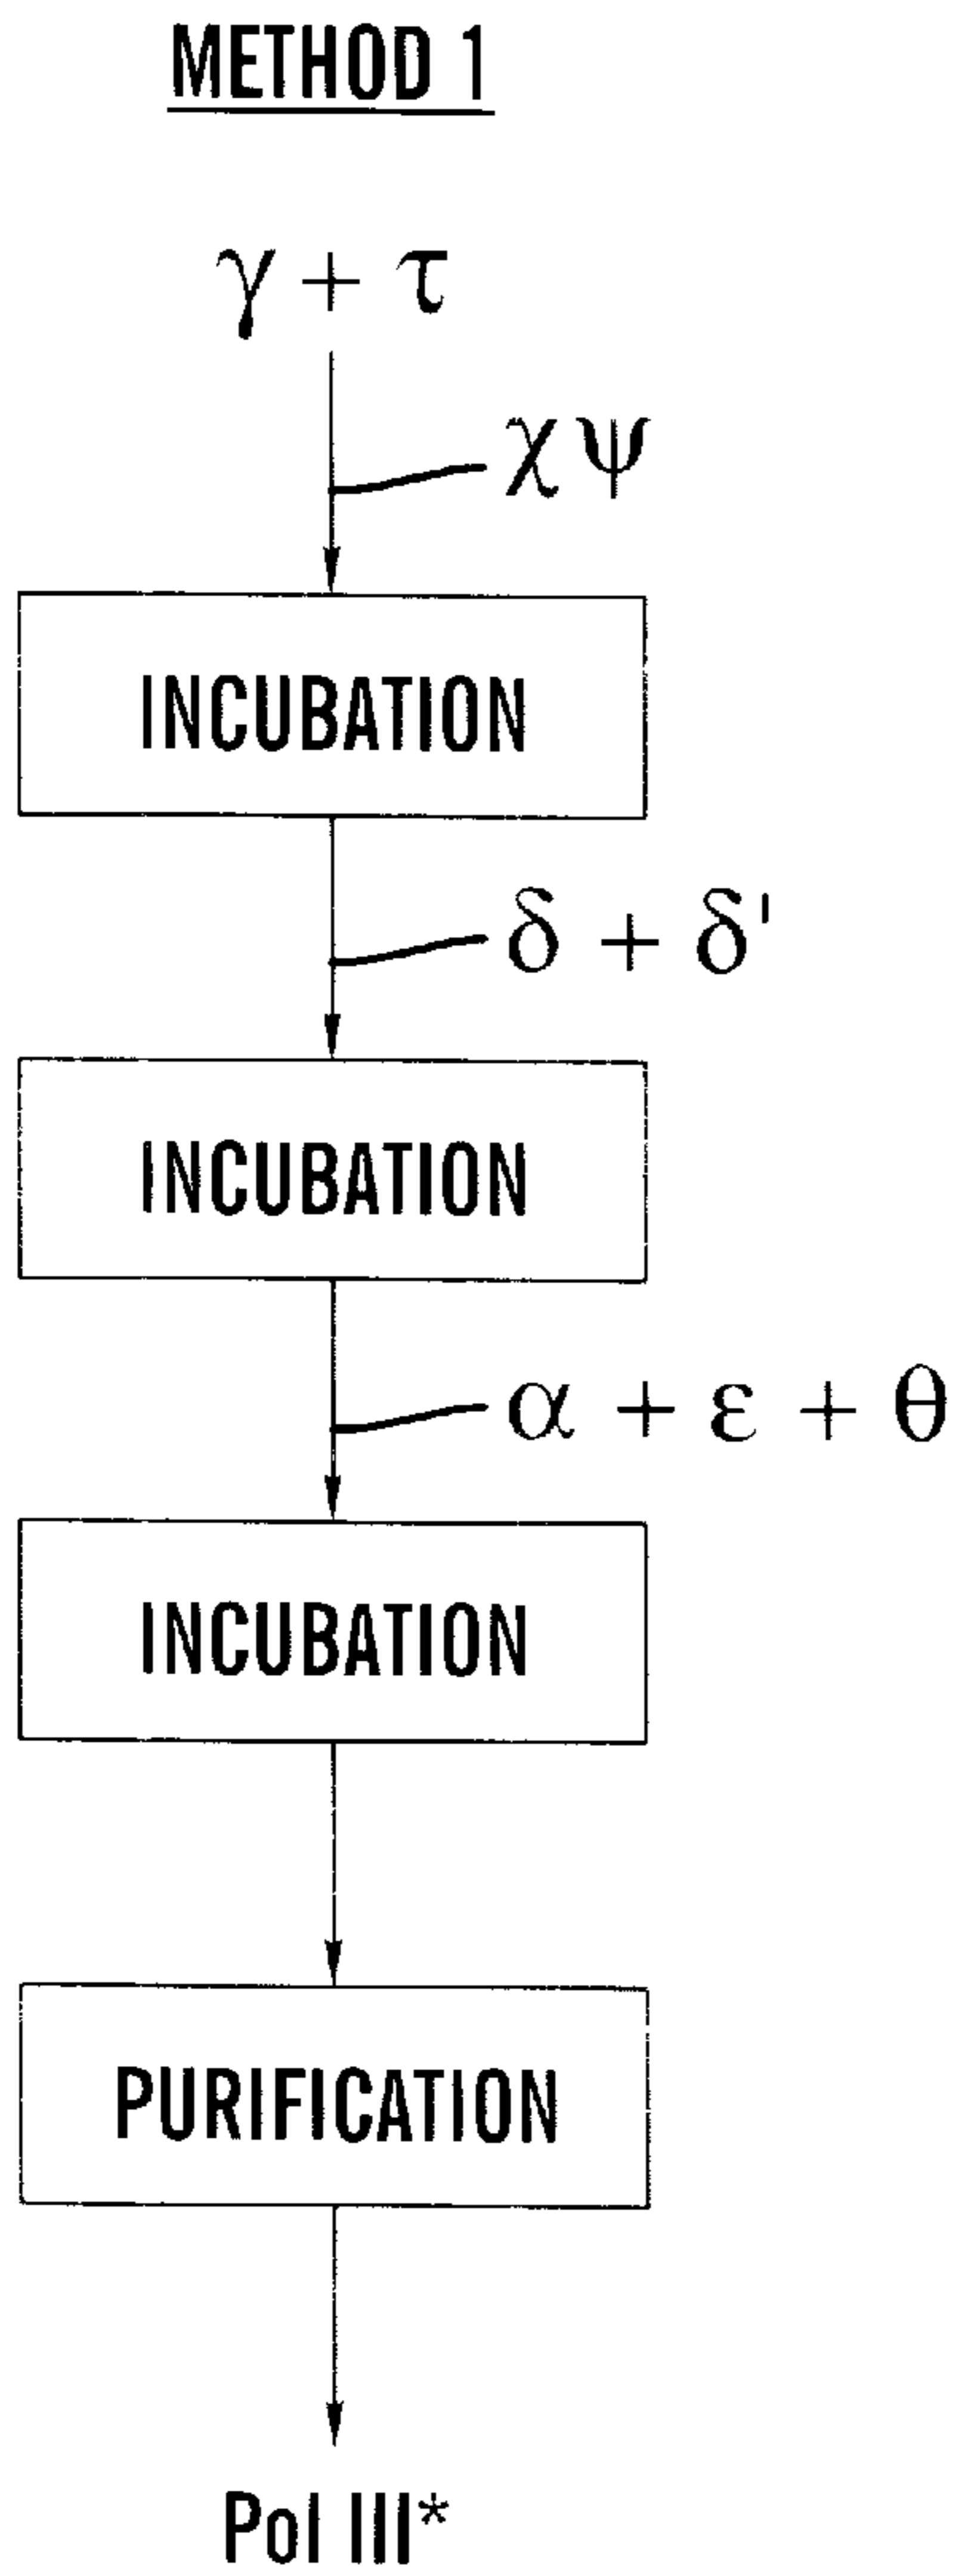 METHOD 1
γ + τ
χψ
INCUBATION
δ + δ'
INCUBATION
α + ε + θ
INCUBATION
PURIFICATION
Pol III*